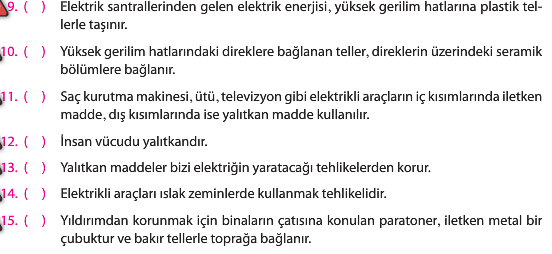 9. ( ) Elektrik santrallerinden gelen elektrik enerjisi, yüksek gerilim hatlarına plastik tel-
lerle taşınır.
10. ( ) Yüksek gerilim hatlarındaki direklere bağlanan teller, direklerin üzerindeki seramik
bölümlere bağlanır.
11. ( ) Saç kurutma makinesi, ütü, televizyon gibi elektrikli araçların iç kısımlarında iletken
madde, dış kısımlarında ise yalıtkan madde kullanılır.
12. ( ) İnsan vücudu yalıtkandır.
13. ( ) Yalıtkan maddeler bizi elektriğin yaratacağı tehlikelerden korur.
14. ( ) Elektrikli araçları ıslak zeminlerde kullanmak tehlikelidir.
15. ( ) Yıldırımdan korunmak için binaların çatısına konulan paratoner, iletken metal bir
çubuktur ve bakır tellerle toprağa bağlanır.